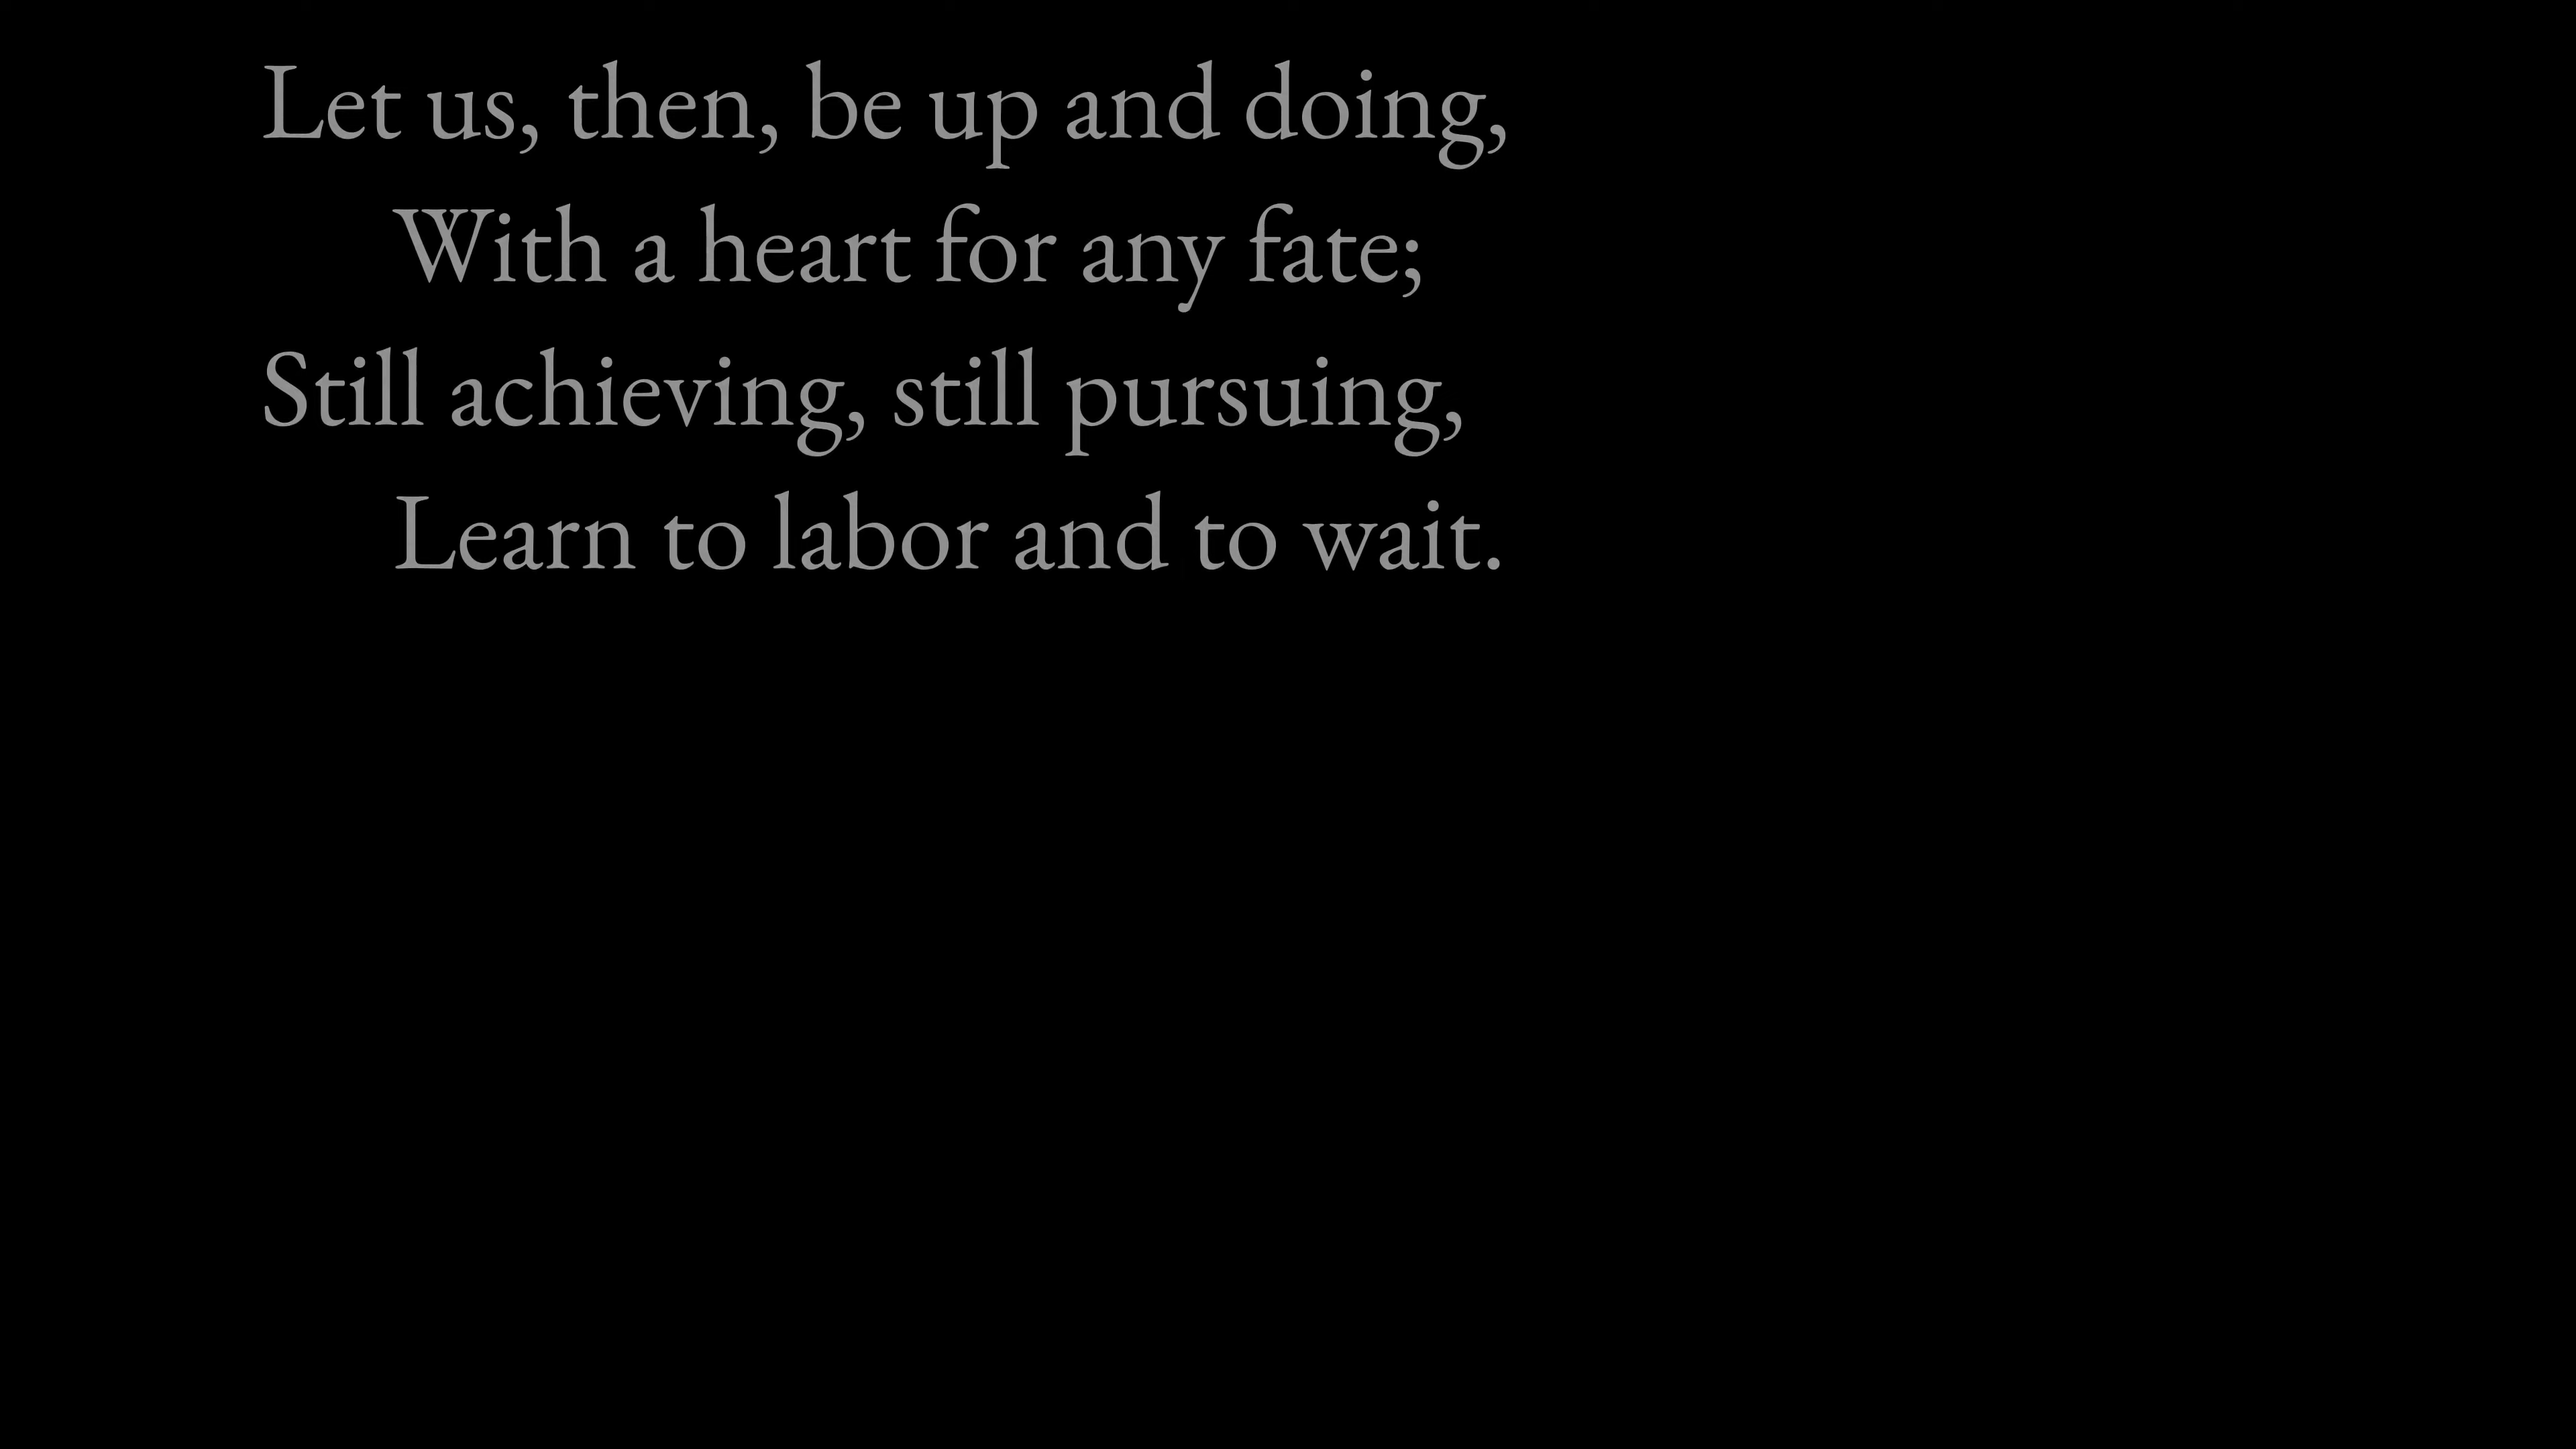 Let us, then, be up and doing,
With a heart for any fate;
Still achieving, still pursuing,
Learn to labor and to wait.